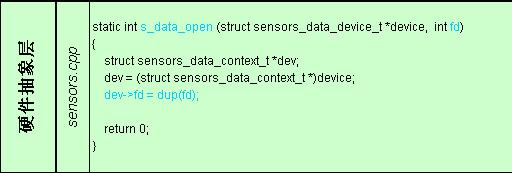 硬件抽象层
sensors.cpp
static int s_data_open (struct sensors_data_device_t *device, int fd)
{
struct sensors_data_context_t *dev;
dev = (struct sensors_data_context_t *)device;
dev->fd = dup(fd);
return 0;
}